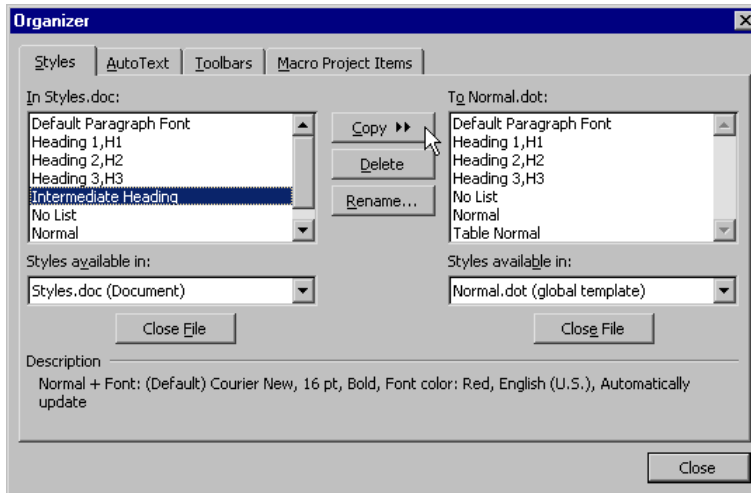 Organizer
Styles
AutoText
Toolbars
Macro Project Items
In Styles.doc:
Default Paragraph Font
Heading 1,H1
Heading 2,H2
Heading 3,H3
Intermediate Heading
No List
Normal
Styles available in:
Styles.doc (Document)
Close File
Copy
Delete
Rename...
To Normal.dot:
Default Paragraph Font
Heading 1,H1
Heading 2,H2
Heading 3,H3
No List
Normal
Table Normal
Styles available in:
Normal.dot (global template)
Close File
Description
Normal + Font: (Default) Courier New, 16 pt, Bold, Font color: Red, English (U.S.), Automatically
update
Close